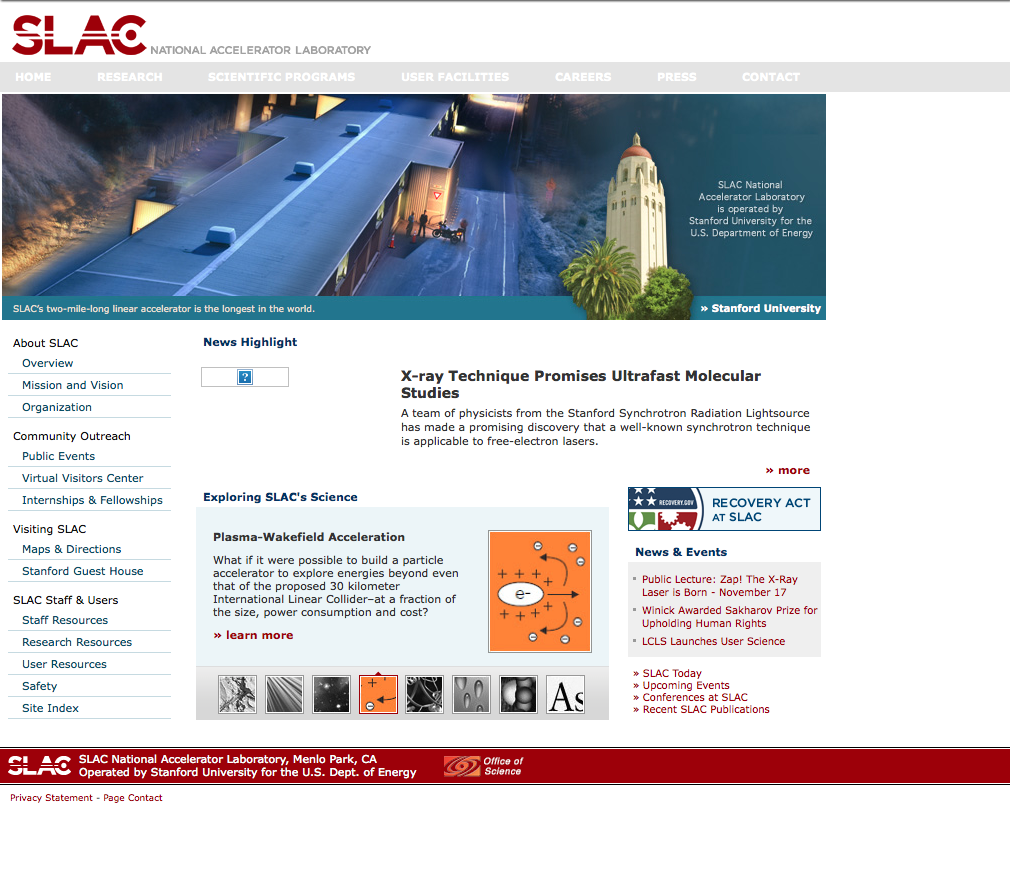 SLAC NATIONAL ACCELERATOR LABORATORY
HOME RESEARCH SCIENTIFIC PROGRAMS USER FACILITIES CAREERS PRESS CONTACT
SLAC National
Accelerator Laboratory
is operated by
Stanford University for the
U.S. Department of Energy
SLAC's two-mile-long linear accelerator is the longest in the world.
» Stanford University
About SLAC
Overview
Mission and Vision
Organization
Community Outreach
Public Events
Virtual Visitors Center
Internships & Fellowships
Visiting SLAC
Maps & Directions
Stanford Guest House
SLAC Staff & Users
Staff Resources
Research Resources
User Resources
Safety
Site Index
News Highlight
?
X-ray Technique Promises Ultrafast Molecular
Studies
A team of physicists from the Stanford Synchrotron Radiation Lightsource
has made a promising discovery that a well-known synchrotron technique
is applicable to free-electron lasers.
» more
Exploring SLAC's Science
Plasma-Wakefield Acceleration
What if it were possible to build a particle
accelerator to explore energies beyond even
that of the proposed 30 kilometer
International Linear Collider–at a fraction of
the size, power consumption and cost?
» learn more
e-
As
RECOVERY.GOV
RECOVERY ACT
AT SLAC
News & Events
Public Lecture: Zap! The X-Ray
Laser is Born - November 17
Winick Awarded Sakharov Prize for
Upholding Human Rights
LCLS Launches User Science
» SLAC Today
» Upcoming Events
» Conferences at SLAC
» Recent SLAC Publications
SLAC
SLAC National Accelerator Laboratory, Menlo Park, CA
Operated by Stanford University for the U.S. Dept. of Energy
Office of
Science
Privacy Statement - Page Contact